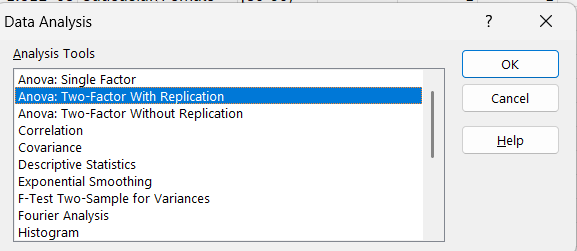 Data Analysis
?
Analysis Tools
Anova: Single Factor
Anova: Two-Factor With Replication
Anova: Two-Factor Without Replication
Correlation
Covariance
Descriptive Statistics
Exponential Smoothing
F-Test Two-Sample for Variances
Fourier Analysis
Histogram
OK
Cancel
Help